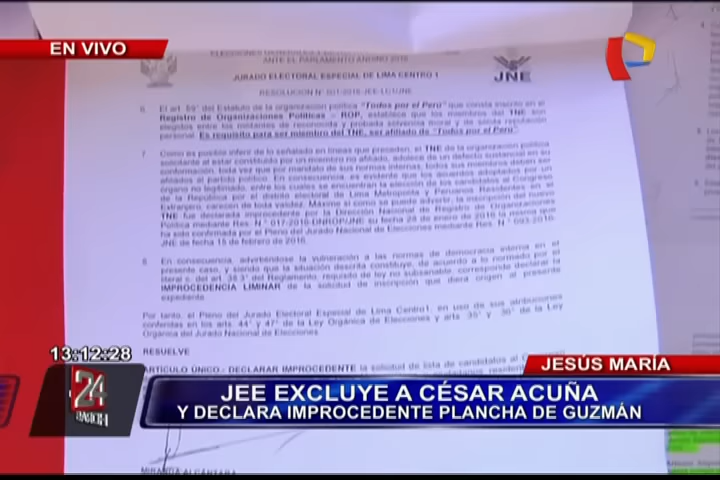 EN VIVO
ELECCIONES GENERALES
ANTE EL PARLAMENTO ANDINO 2016
JURADO ELECTORAL ESPECIAL DE LIMA CENTRO 1
JNE
RESOLUCIÓN N° 021-2016-JEE-LC1/JNE
6. El art. 59° del Estatuto de la organización política "Todos por el Perú" que consta inscrito en el
Registro de Organizaciones Políticas - ROP, establece que los miembros del TNE son
elegidos entre los militantes de reconocida y probada solvencia moral y de sólida reputación
personal. Es requisito para ser miembro del TNE, ser afiliado de "Todos por el Perú".
7. Como es posible inferir de lo señalado en líneas que preceden, el TNE de la organización política
solicitante al estar constituido por un miembro no afiliado, adolece de un defecto sustancial en su
conformación, toda vez que por mandato de sus normas internas, todos sus miembros deben ser
afiliados al partido político. En consecuencia, es evidente que los acuerdos adoptados por un
órgano no legitimado, entre los cuales se encuentran la elección de los candidatos al Congreso
de la República por el distrito electoral de Lima Metropolita y Peruanos Residentes en el
Extranjero, carecen de toda validez. Máxime si como se puede advertir, la inscripción del nuevo
TNE fue declarada improcedente por la Dirección Nacional de Registro de Organizaciones
Políticas mediante Res. N° 017-2016-DNROP/JNE su fecha 28 de enero de 2016 la misma que
ha sido confirmada por el Pleno del Jurado Nacional de Elecciones mediante Res. N° 093-2016-
JNE de fecha 15 de febrero de 2016.
8. En consecuencia, advirtiéndose la vulneración a las normas de democracia interna en el
presente caso, y siendo que la situación descrita constituye, de acuerdo a lo normado por el
literal c. del art. 38.3° del Reglamento, requisito de ley no subsanable, corresponde declarar la
IMPROCEDENCIA LIMINAR de la solicitud de inscripción que diera origen al presente
expediente.
Por tanto, el Pleno del Jurado Electoral Especial de Lima Centro1, en uso de sus atribuciones
conferidas en los arts. 44° y 47° de la Ley Orgánica de Elecciones y arts. 35° y 36° de la Ley
Orgánica del Jurado Nacional de Elecciones.
RESUELVE
ARTÍCULO ÚNICO.- DECLARAR IMPROCEDENTE la solicitud de lista de candidatos al
13:12:28
24
JESÚS MARÍA
JEE EXCLUYE A CÉSAR ACUÑA
Y DECLARA IMPROCEDENTE PLANCHA DE GUZMÁN
MIRANDA ALCÁNTARA